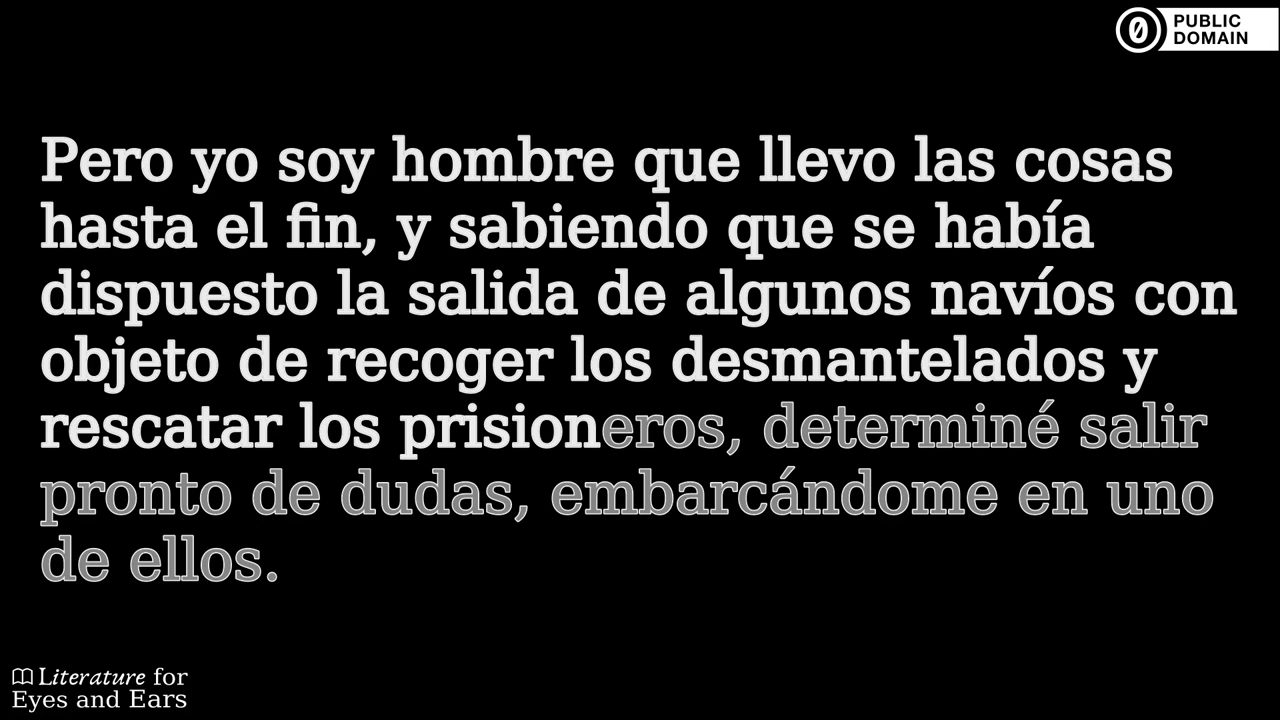 PUBLIC
DOMAIN
Pero yo soy hombre que llevo las cosas
hasta el fin, y sabiendo que se había
dispuesto la salida de algunos navíos con
objeto de recoger los desmantelados y
rescatar los prisioneros, determiné salir
pronto de dudas, embarcándome en uno
de ellos.
Literature for
Eyes and Ears